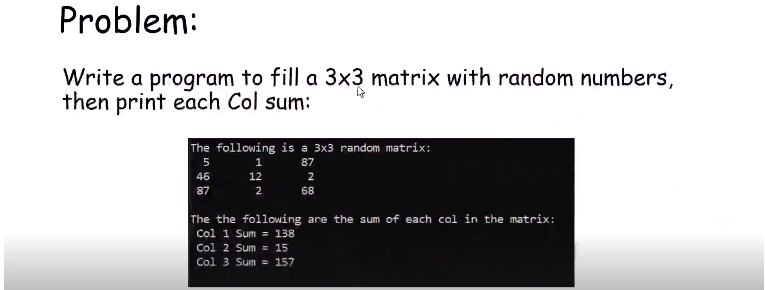 Problem:
Write a program to fill a 3x3 matrix with random numbers,
then print each Col sum:
The following is a 3x3 random matrix:
5 1 87
46 12 2
87 2 68
The the following are the sum of each col in the matrix:
Col 1 Sum = 138
Col 2 Sum = 15
Col 3 Sum = 157